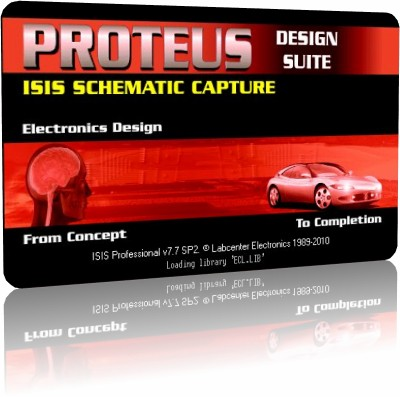 PROTEUS DESIGN
SUITE
ISIS SCHEMATIC CAPTURE
Electronics Design
From Concept
To Completion
ISIS Professional v7.7 SP2 © Labcenter Electronics 1989-2010
Loading library 'ECL.LIB'